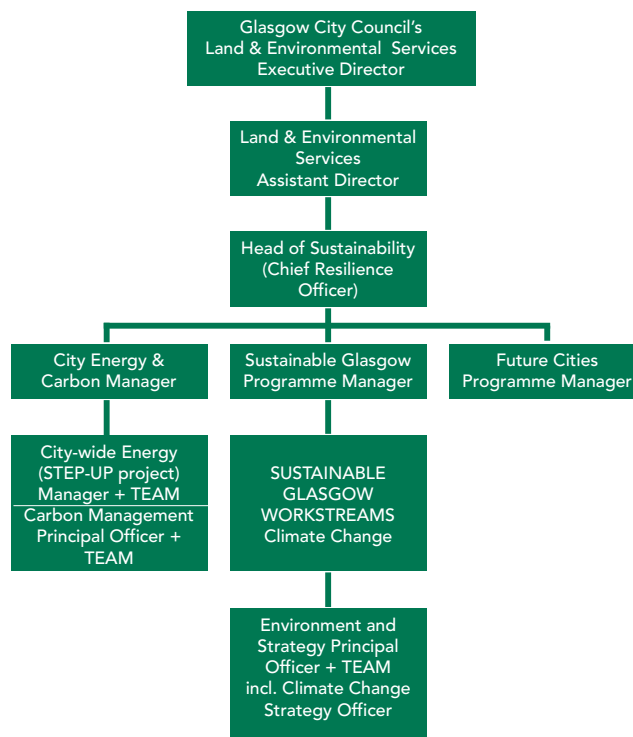 Glasgow City Council's
Land & Environmental Services
Executive Director
Land & Environmental
Services
Assistant Director
Head of Sustainability
(Chief Resilience
Officer)
City Energy &
Carbon Manager
Sustainable Glasgow
Programme Manager
Future Cities
Programme Manager
City-wide Energy
(STEP-UP project)
Manager + TEAM
Carbon Management
Principal Officer +
TEAM
SUSTAINABLE
GLASGOW
WORKSTREAMS
Climate Change
Environment and
Strategy Principal
Officer + TEAM
incl. Climate Change
Strategy Officer